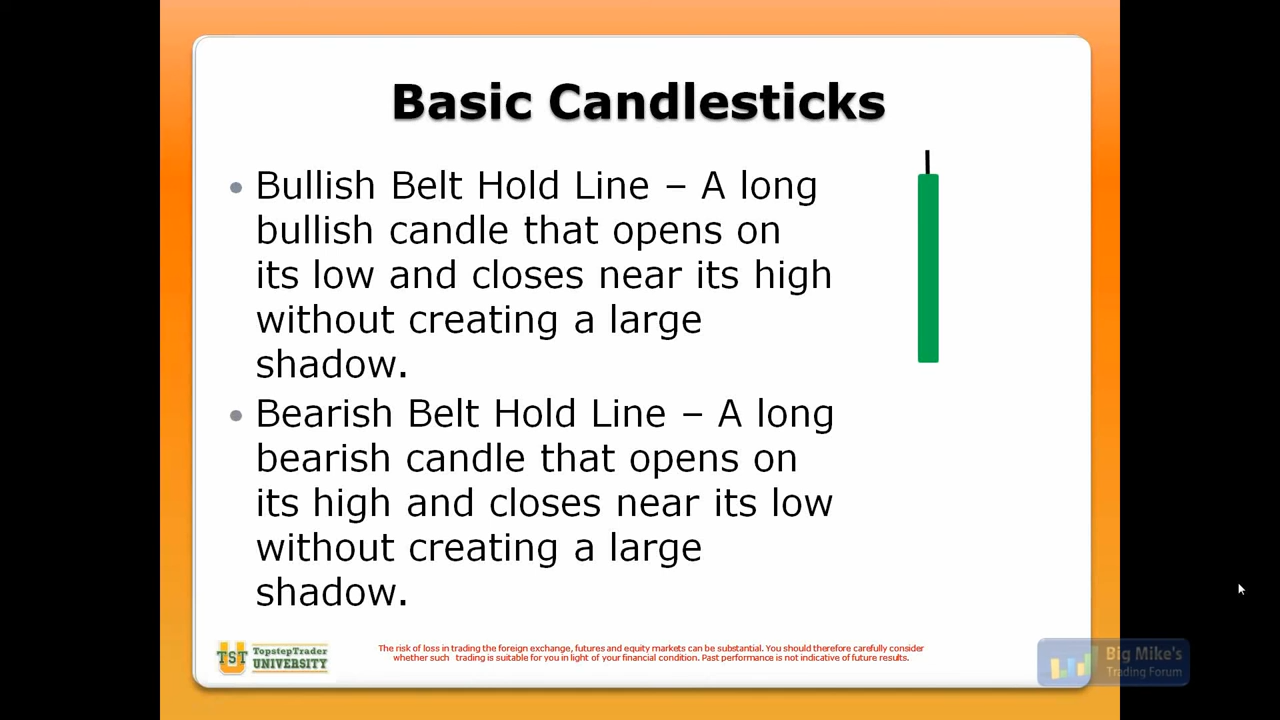 Basic Candlesticks
• Bullish Belt Hold Line – A long
bullish candle that opens on
its low and closes near its high
without creating a large
shadow.
• Bearish Belt Hold Line – A long
bearish candle that opens on
its high and closes near its low
without creating a large
shadow.
TST
TopstepTrader
UNIVERSITY
The risk of loss in trading the foreign exchange, futures and equity markets can be substantial. You should therefore carefully consider
whether such trading is suitable for you in light of your financial condition. Past performance is not indicative of future results.
Big Mike's
Trading Forum